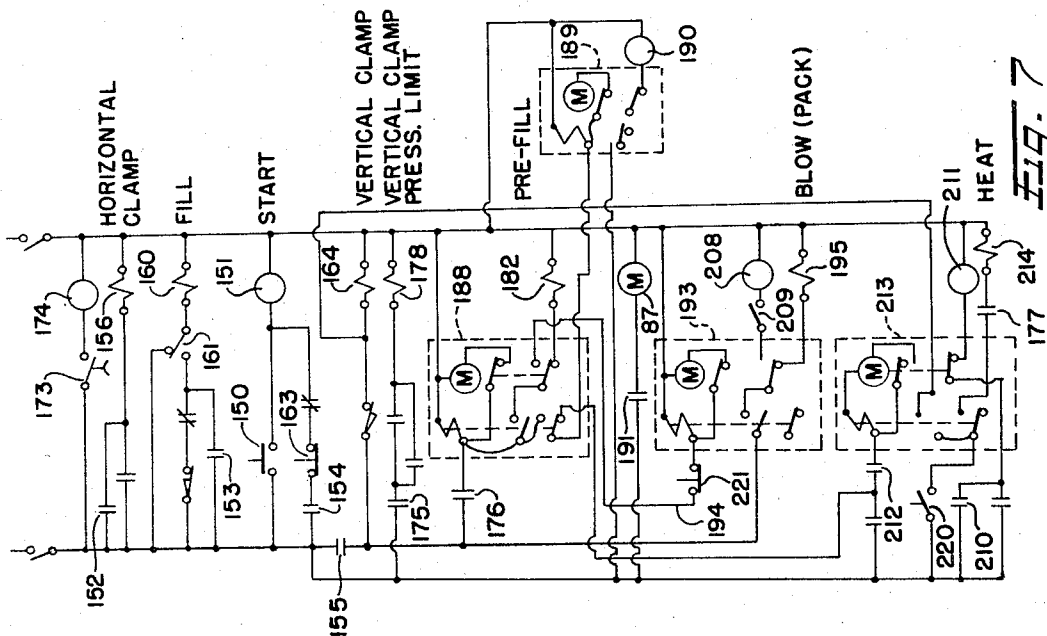 HORIZONTAL
CLAMP
FILL
START
VERTICAL CLAMP
VERTICAL CLAMP
PRESS. LIMIT
PRE-FILL
BLOW (PACK)
HEAT
Fig. 7
174
156
173
152
160
161
153
151
150
163
154
155
164
178
175
188
M
176
182
189
M
190
191
M
87
193
M
194
221
208
209
195
213
M
212
220
210
211
177
214